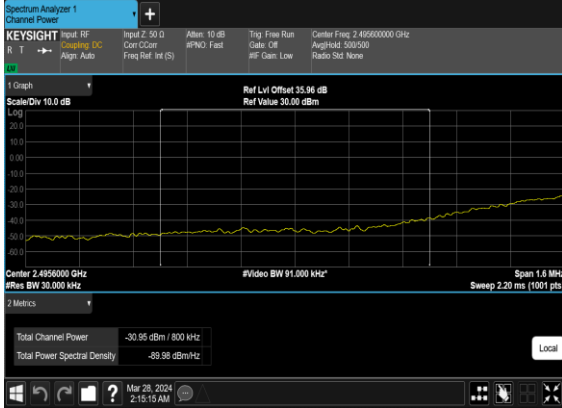 Spectrum Analyzer 1
Channel Power
+
KEYSIGHT Input: RF Input Z: 50 Ω Atten: 10 dB Trig: Free Run Center Freq: 2.495600000 GHz
R T Coupling: DC Corr CCorr #PNO: Fast Gate: Off Avg|Hold: 500/500
Align: Auto Freq Ref: Int (S) #IF Gain: Low Radio Std: None
LV
1 Graph Ref Lvl Offset 35.96 dB
Scale/Div 10.0 dB Ref Value 30.00 dBm
Log
20.0
10.0
0.00
-10.0
-20.0
-30.0
-40.0
-50.0
-60.0
Center 2.4956000 GHz #Video BW 91.000 kHz* Span 1.6 MHz
#Res BW 30.000 kHz Sweep 2.20 ms (1001 pts
2 Metrics
Total Channel Power -30.95 dBm / 800 kHz
Total Power Spectral Density -89.98 dBm/Hz
Local
? Mar 28, 2024
2:15:15 AM